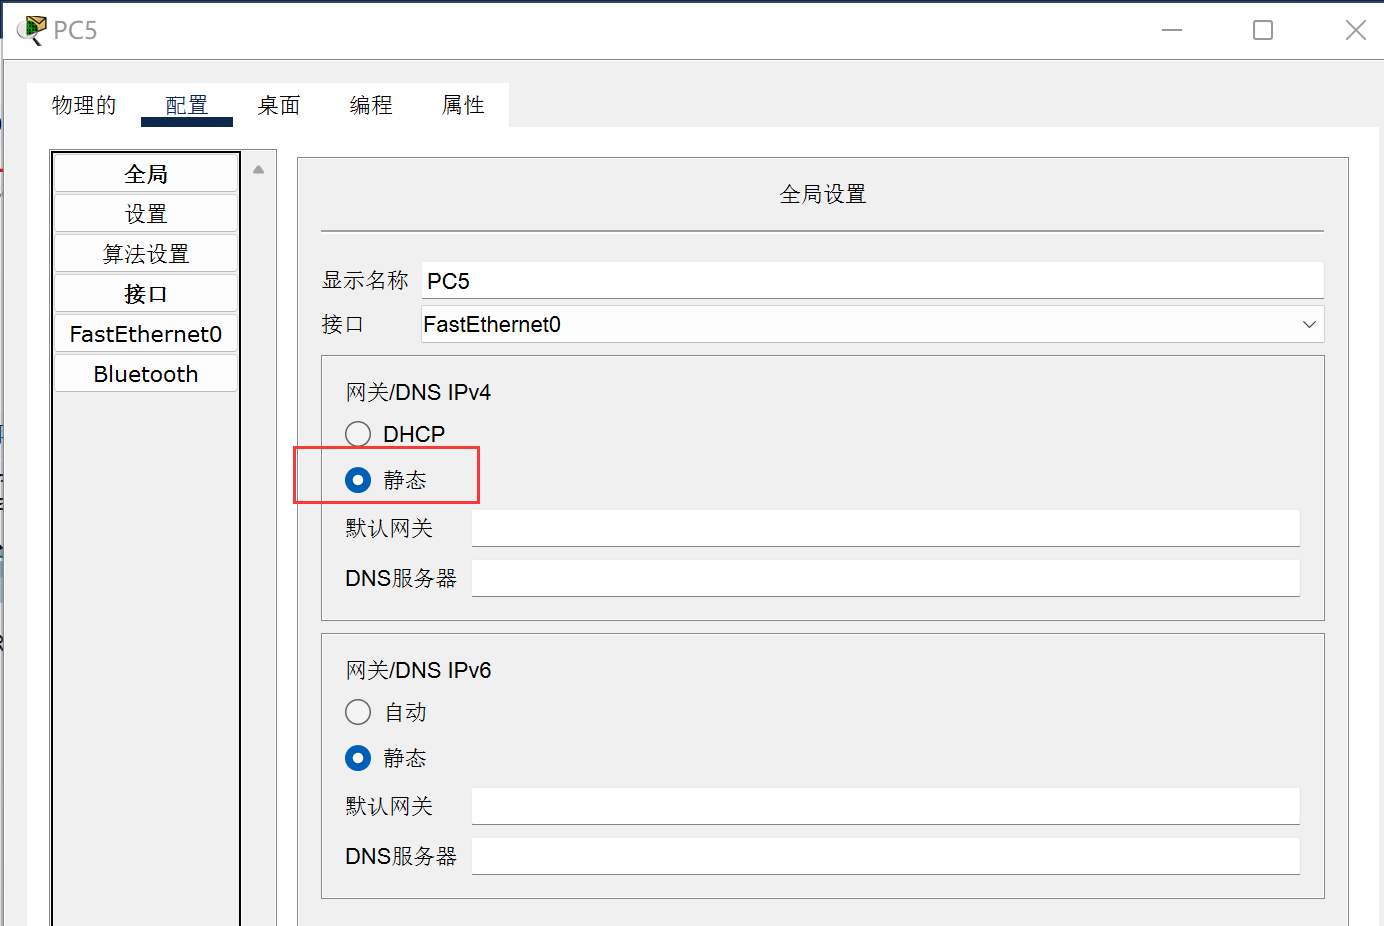 PC5
物理的 配置 桌面 编程 属性
全局
设置
算法设置
接口
FastEthernet0
Bluetooth
全局设置
显示名称 PC5
接口 FastEthernet0
网关/DNS IPv4
DHCP
静态
默认网关
DNS服务器
网关/DNS IPv6
自动
静态
默认网关
DNS服务器